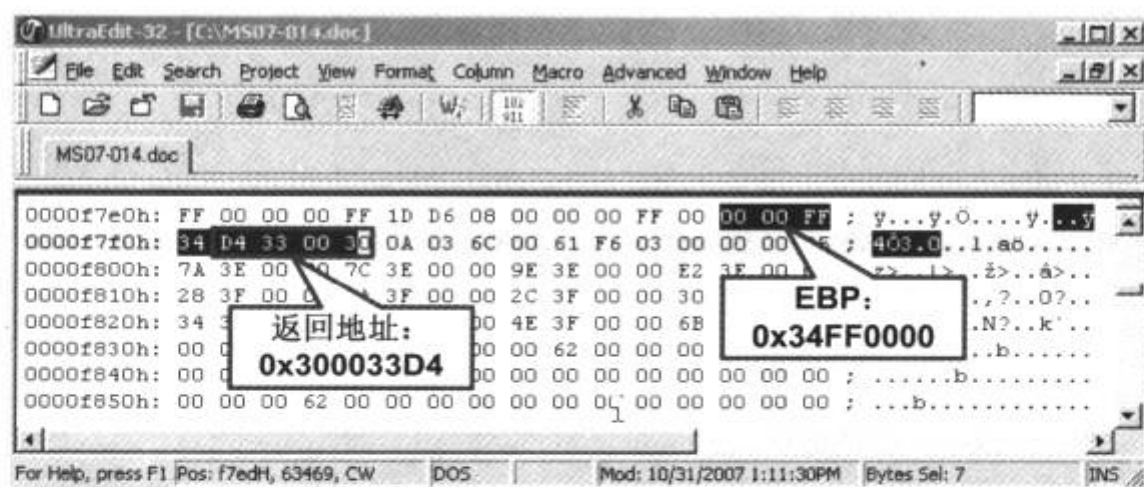 UltraEdit-32 - [C:\MS07-014.doc]
File Edit Search Project View Format Column Macro Advanced Window Help
MS07-014.doc
0000f7e0h: FF 00 00 00 FF 1D D6 08 00 00 00 FF 00 00 00 FF ; ÿ...ÿ.Ö....ÿ...ÿ
0000f7f0h: 34 D4 33 00 30 0A 03 6C 00 61 F6 03 00 00 00 ; 4Ô3.0..l.aö.....
0000f800h: 7A 3E 00 00 7C 3E 00 00 9E 3E 00 00 E2 3E 00 ; z>..|>..ž>..â>..
0000f810h: 28 3F 00 3F 00 00 2C 3F 00 00 30 .,?..0?..
0000f820h: 34 00 4E 3F 00 00 6B .N?..k`..
0000f830h: 00 00 00 62 00 00 00 ..b......
0000f840h: 00 00 00 00 00 00 00 00 00 00 00 ; ......b.........
0000f850h: 00 00 00 62 00 00 00 00 00 00 00 00 00 00 00 00 ; ...b............
返回地址：
0x300033D4
EBP：
0x34FF0000
For Help, press F1 Pos: f7edH, 63469, CW DOS Mod: 10/31/2007 1:11:30PM Bytes Sel: 7 INS